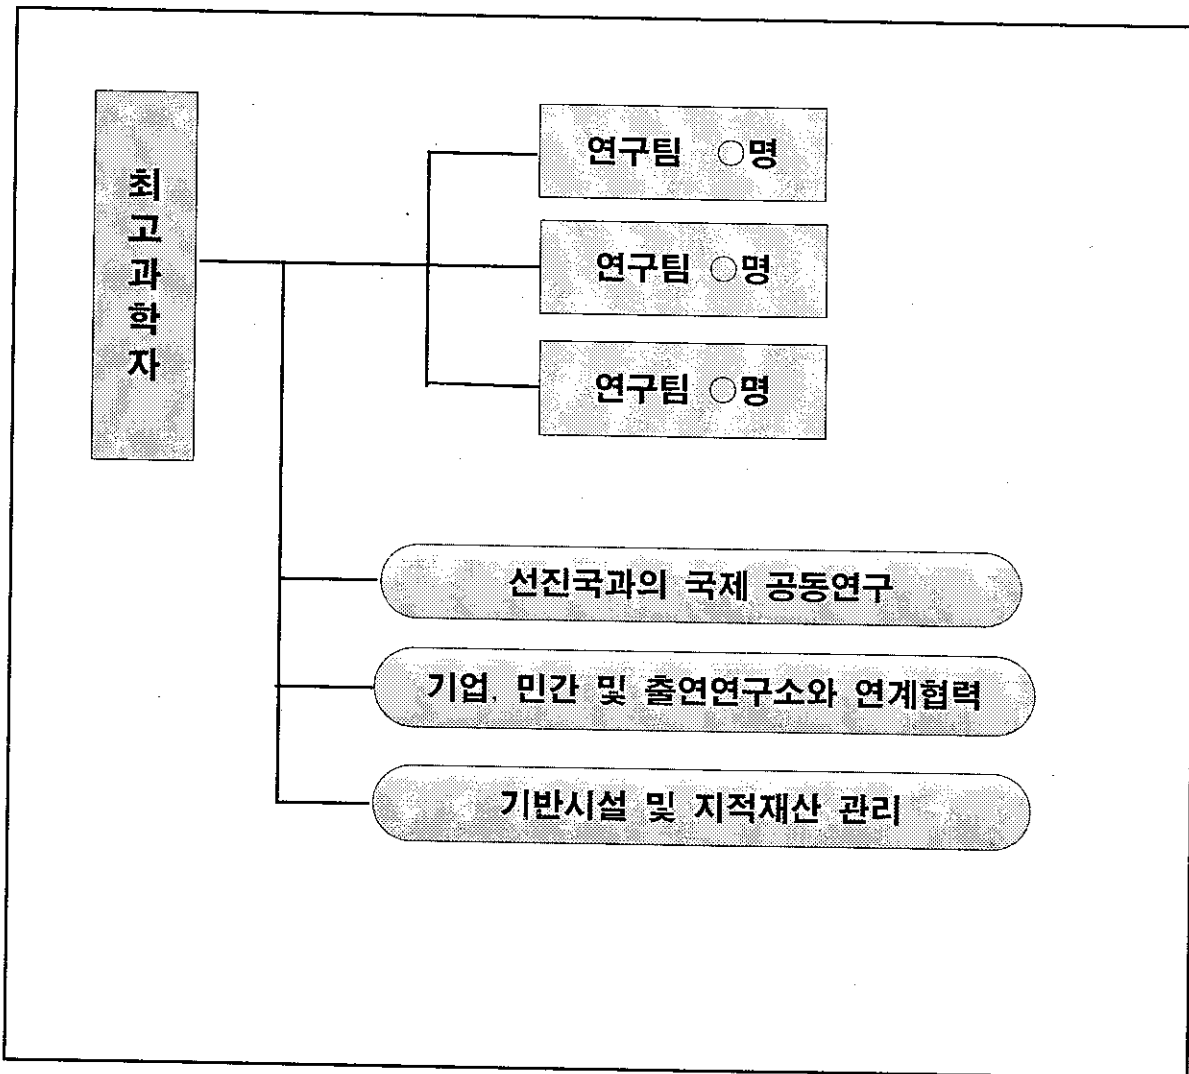 최고과학자
연구팀 ○명
연구팀 ○명
연구팀 ○명
선진국과의 국제 공동연구
기업, 민간 및 출연연구소와 연계협력
기반시설 및 지적재산 관리